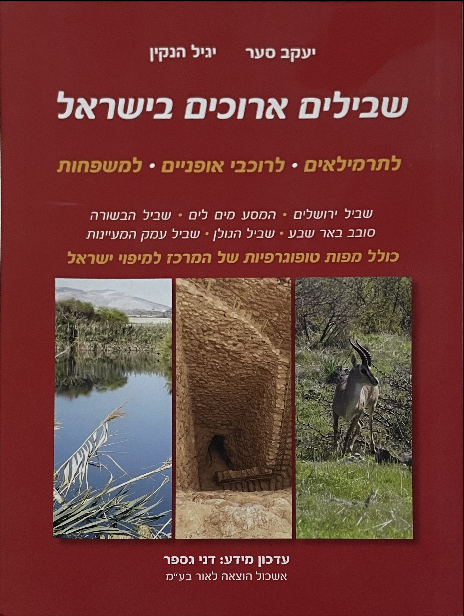 יעקב סער יגיל הנקין
שבילים ארוכים בישראל
לתרמילאים • לרוכבי אופניים • למשפחות
שביל ירושלים • המסע מים לים • שביל הבשורה
סובב באר שבע • שביל הגולן • שביל עמק המעיינות
כולל מפות טופוגרפיות של המרכז למיפוי ישראל
עדכון מידע: דני גספר
אשכול הוצאה לאור בע"מ